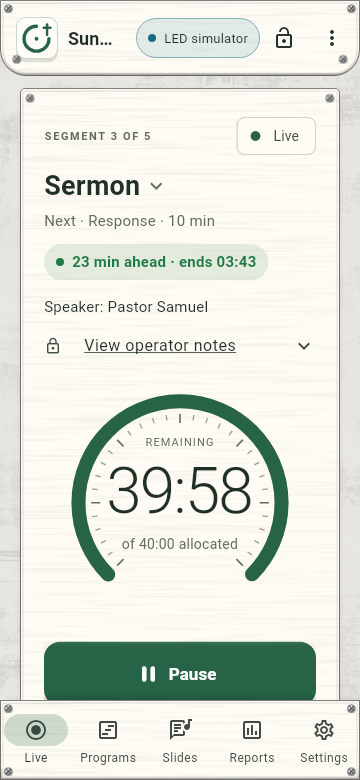 Sun...
LED simulator
SEGMENT 3 OF 5
Live
Sermon
Next · Response · 10 min
23 min ahead · ends 03:43
Speaker: Pastor Samuel
View operator notes
REMAINING
39:58
of 40:00 allocated
Pause
Live
Programs
Slides
Reports
Settings